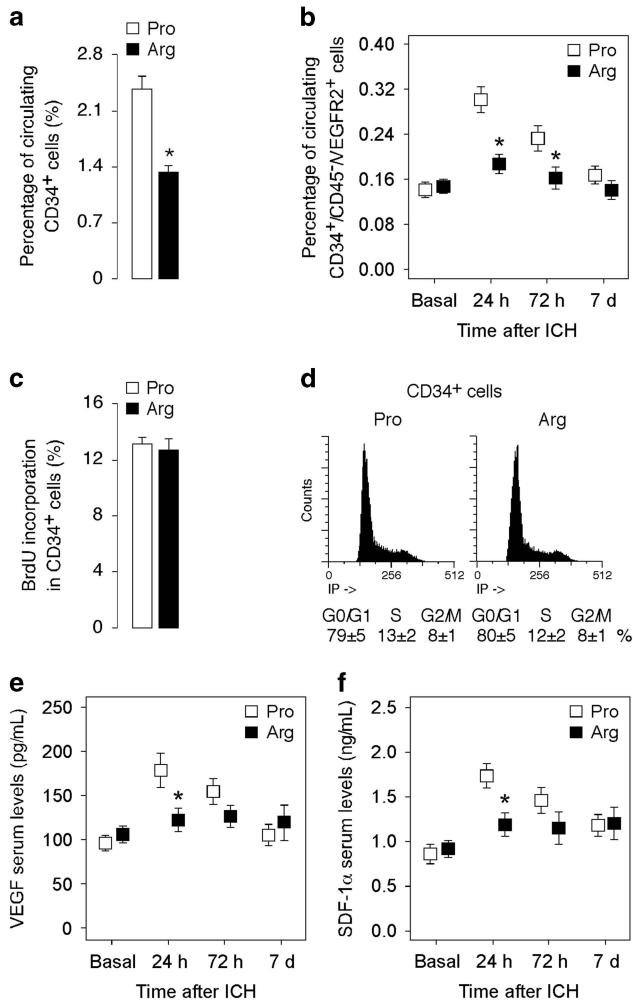 a
Pro
Arg
Percentage of circulating
CD34⁺ cells (%)
2.8
2.1
1.4
0.7
0
*
b
Pro
Arg
Percentage of circulating
CD34⁺/CD45⁻/VEGFR2⁺ cells
0.40
0.32
0.24
0.16
0.08
0.00
*
*
Basal 24 h 72 h 7 d
Time after ICH
c
Pro
Arg
BrdU incorporation
in CD34⁺ cells (%)
16
12
8
4
0
d
CD34⁺ cells
Pro Arg
Counts
0 256 512 0 256 512
IP -> IP ->
G0/G1 S G2/M G0/G1 S G2/M
79±5 13±2 8±1 80±5 12±2 8±1 %
e
Pro
Arg
VEGF serum levels (pg/mL)
250
200
150
100
50
0
*
Basal 24 h 72 h 7 d
Time after ICH
f
Pro
Arg
SDF-1α serum levels (ng/mL)
2.5
2.0
1.5
1.0
0.5
0.0
*
Basal 24 h 72 h 7 d
Time after ICH